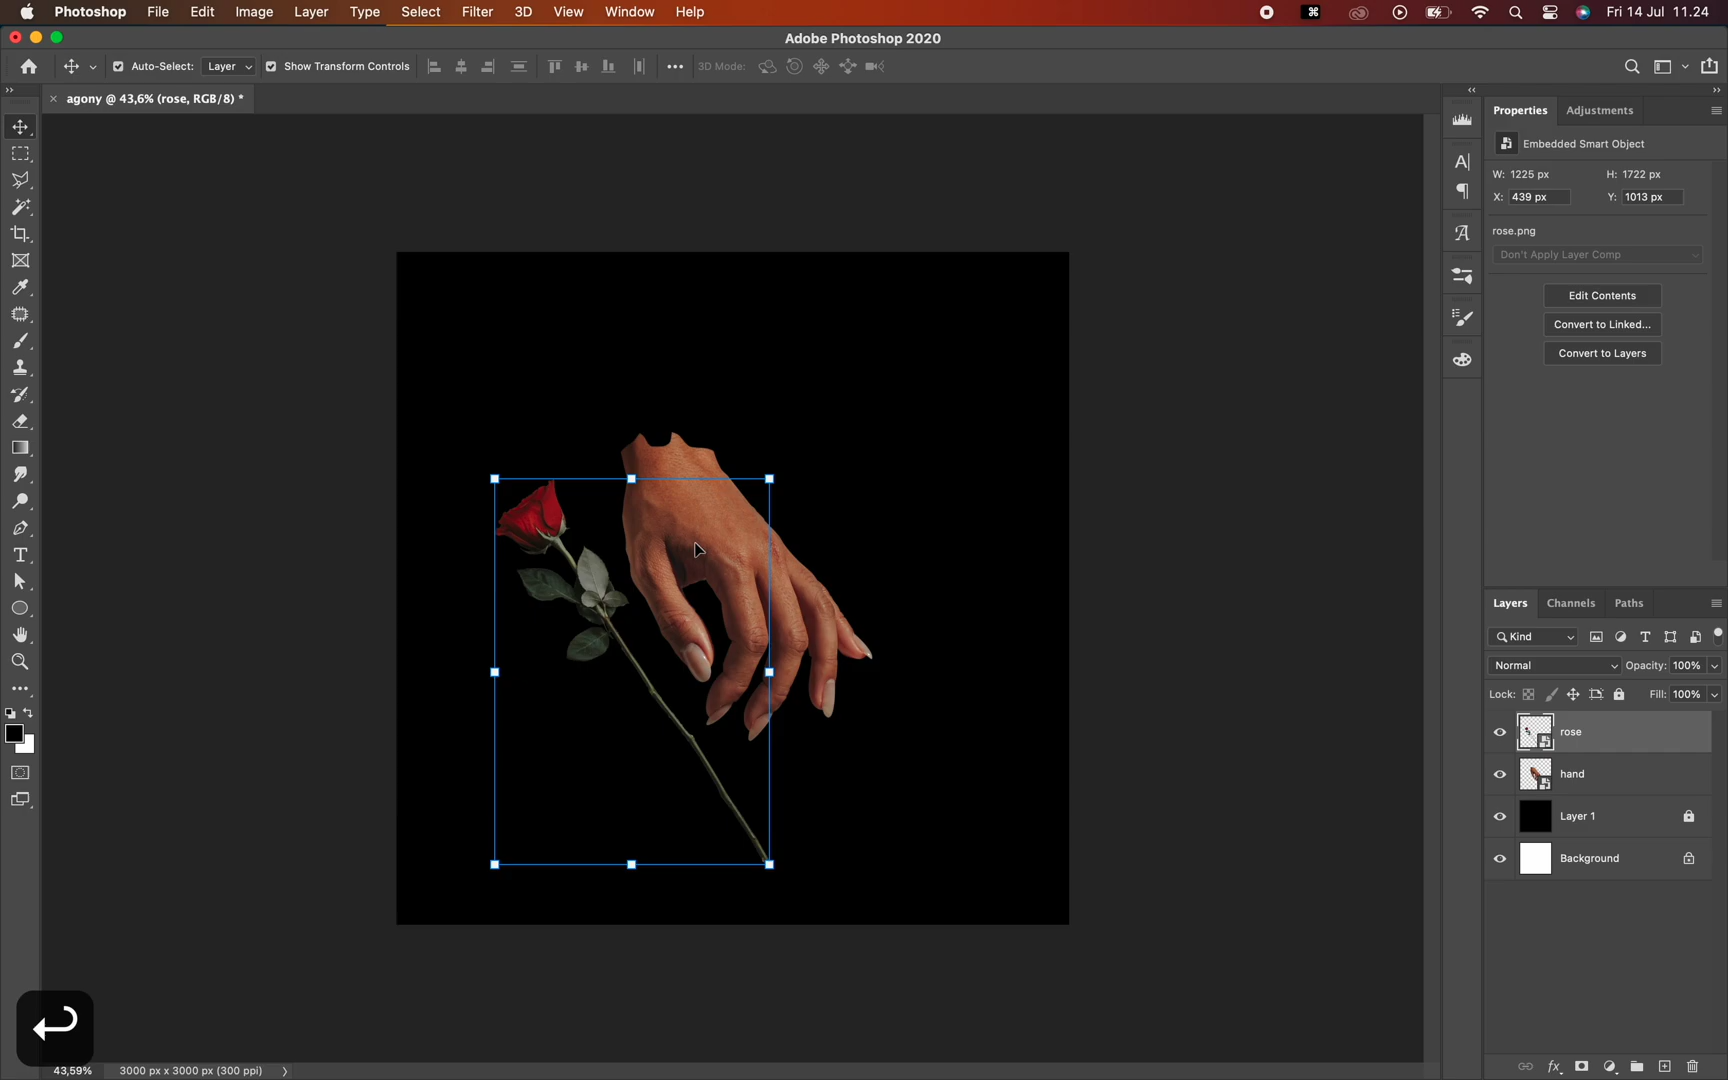 Photoshop File Edit Image Layer Type Select Filter 3D View Window Help Fri 14 Jul 11.24
Adobe Photoshop 2020
Auto-Select: Layer Show Transform Controls 3D Mode:
agony @ 43,6% (rose, RGB/8) *
Properties Adjustments
Embedded Smart Object
W: 1225 px H: 1722 px
X: 439 px Y: 1013 px
rose.png
Don't Apply Layer Comp
Edit Contents
Convert to Linked...
Convert to Layers
Layers Channels Paths
Kind
Normal Opacity: 100%
Lock: Fill: 100%
rose
hand
Layer 1
Background
43,59% 3000 px x 3000 px (300 ppi)